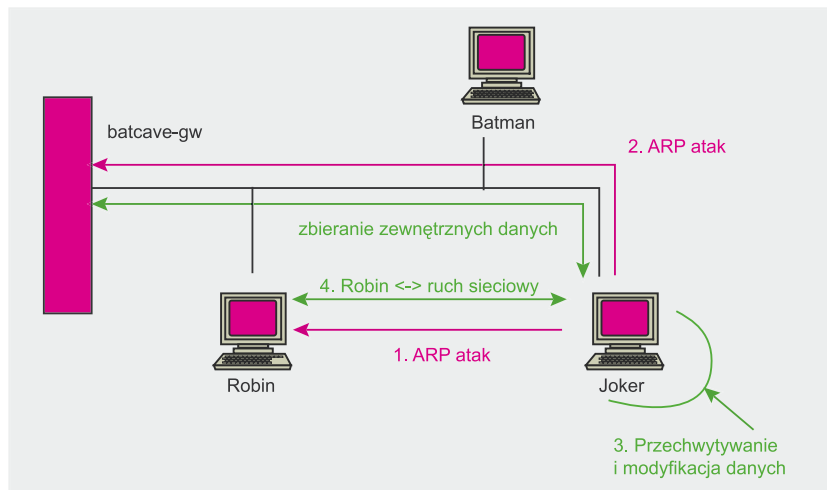 Batman
batcave-gw
2. ARP atak
zbieranie zewnętrznych danych
4. Robin <-> ruch sieciowy
1. ARP atak
Robin
Joker
3. Przechwytywanie
i modyfikacja danych